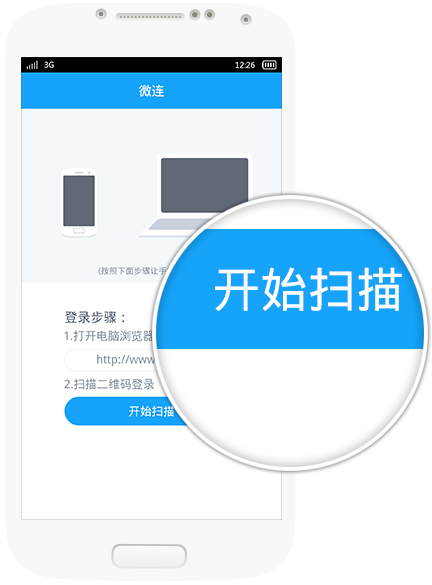 3G 12:26
微连
(按照下面步骤让手
登录步骤：
1.打开电脑浏览器
http://www
2.扫描二维码登录
开始扫描
开始扫描